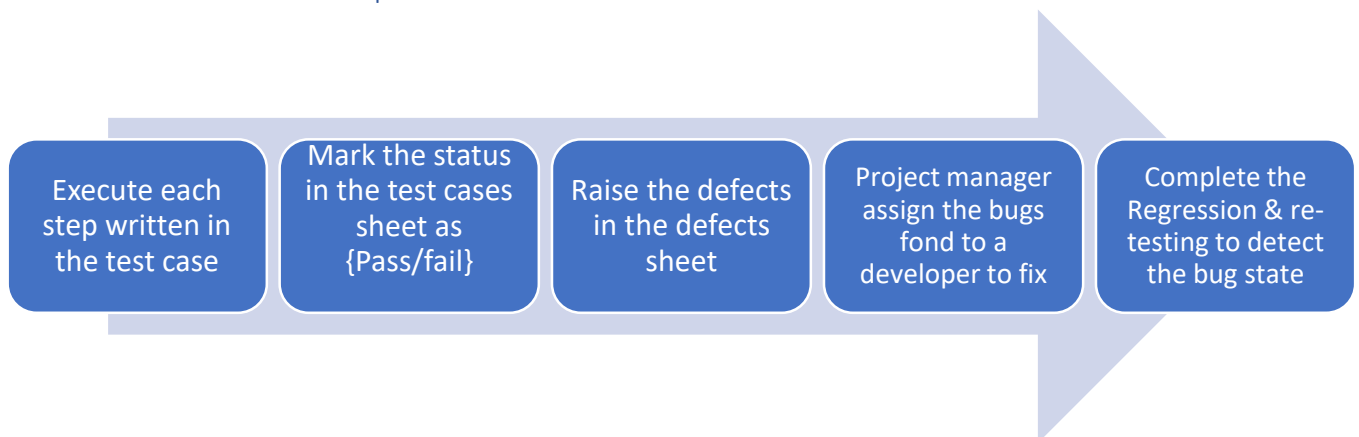 Execute each
step written in
the test case
Mark the status
in the test cases
sheet as
{Pass/fail}
Raise the defects
in the defects
sheet
Project manager
assign the bugs
fond to a
developer to fix
Complete the
Regression & re-
testing to detect
the bug state